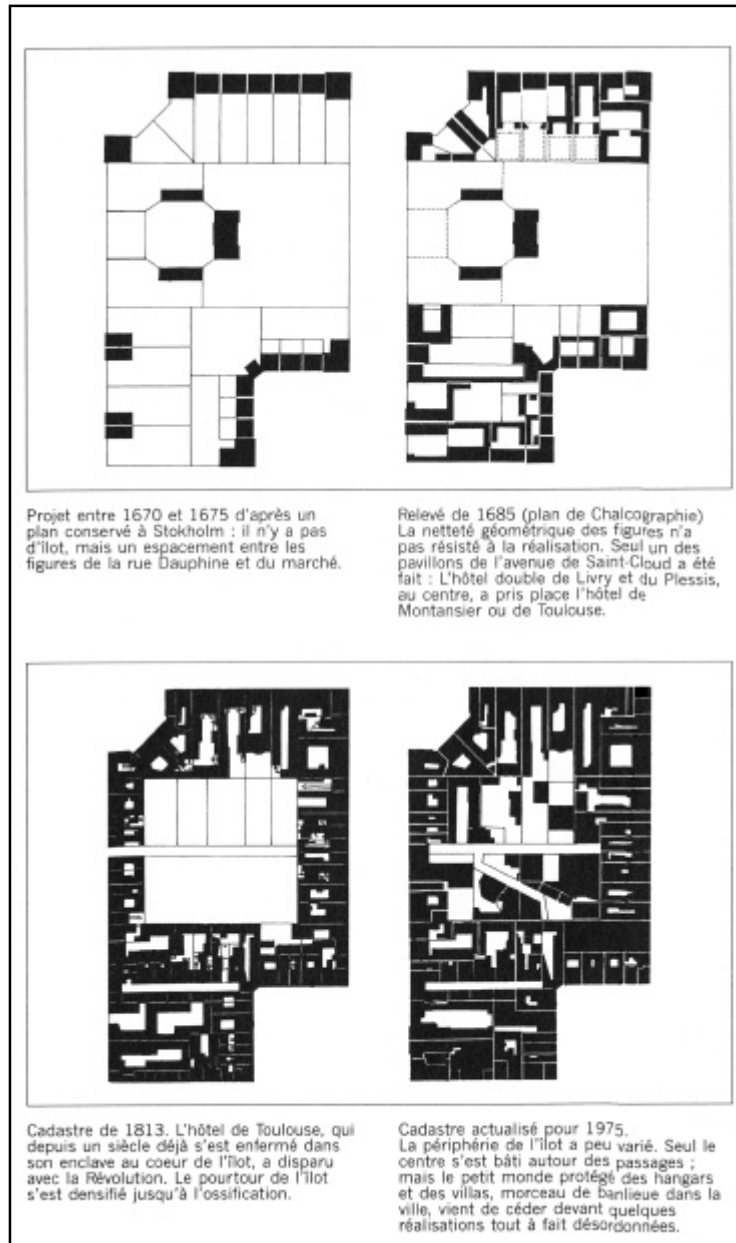 Projet entre 1670 et 1675 d'après un
plan conservé à Stokholm : il n'y a pas
d'îlot, mais un espacement entre les
figures de la rue Dauphine et du marché.
Relevé de 1685 (plan de Chalcographie)
La netteté géométrique des figures n'a
pas résisté à la réalisation. Seul un des
pavillons de l'avenue de Saint-Cloud a été
fait : L'hôtel double de Livry et du Plessis,
au centre, a pris place l'hôtel de
Montansier ou de Toulouse.
Cadastre de 1813. L'hôtel de Toulouse, qui
depuis un siècle déjà s'est enfermé dans
son enclave au coeur de l'îlot, a disparu
avec la Révolution. Le pourtour de l'îlot
s'est densifié jusqu'à l'ossification.
Cadastre actualisé pour 1975.
La périphérie de l'îlot a peu varié. Seul le
centre s'est bâti autour des passages ;
mais le petit monde protégé des hangars
et des villas, morceau de banlieue dans la
ville, vient de céder devant quelques
réalisations tout à fait désordonnées.